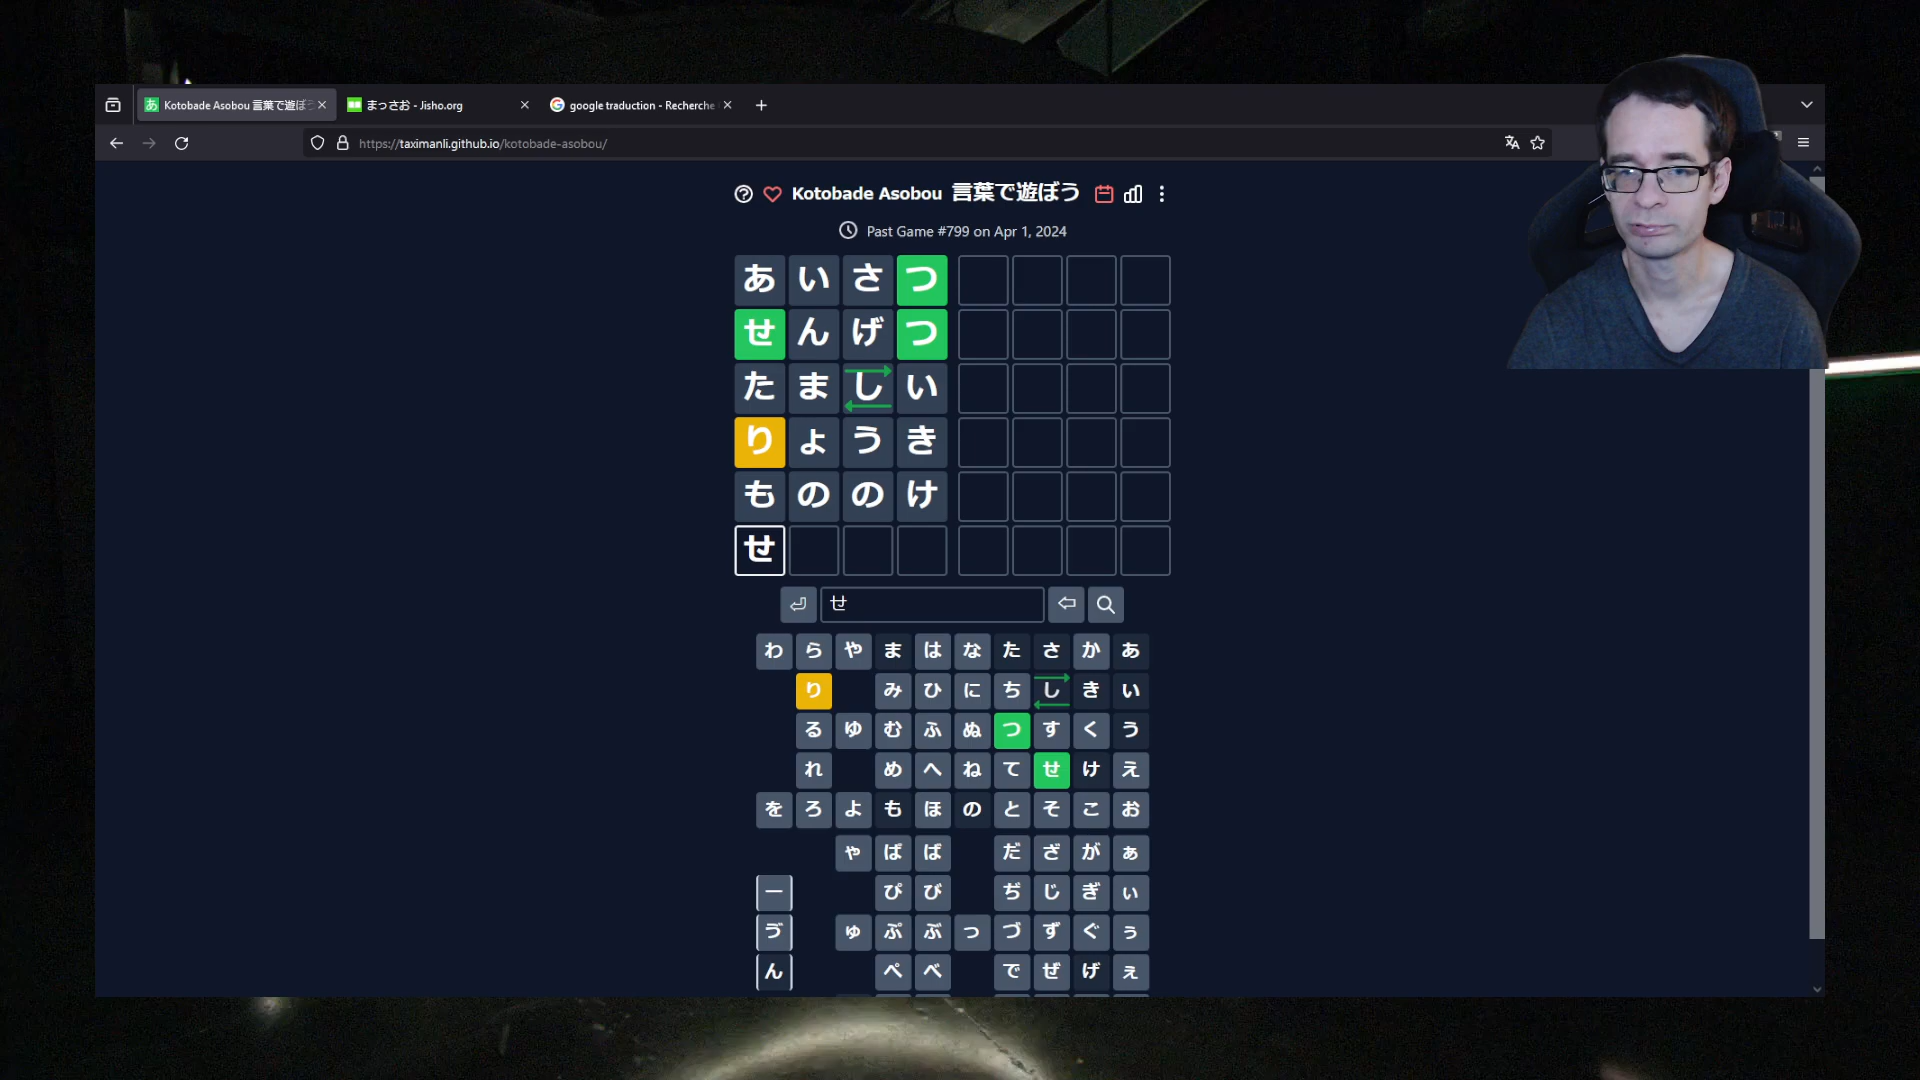 Kotobade Asobou 言葉で遊ぼう
まっさお - Jisho.org
google traduction - Recherche
https://taximanli.github.io/kotobade-asobou/
Kotobade Asobou 言葉で遊ぼう
Past Game #799 on Apr 1, 2024
あいさつ
せんげつ
たましい
りょうき
ものの け
せ
せ
わ ら や ま は な た さ か あ
り み ひ に ち し き い
る ゆ む ふ ぬ つ す く う
れ め へ ね て せ け え
を ろ よ も ほ の と そ こ お
ゃ ぱ ば だ ざ が ぁ
ー ぴ び ぢ じ ぎ ぃ
ゔ ゅ ぷ ぶ っ づ ず ぐ ぅ
ん ぺ べ で ぜ げ ぇ